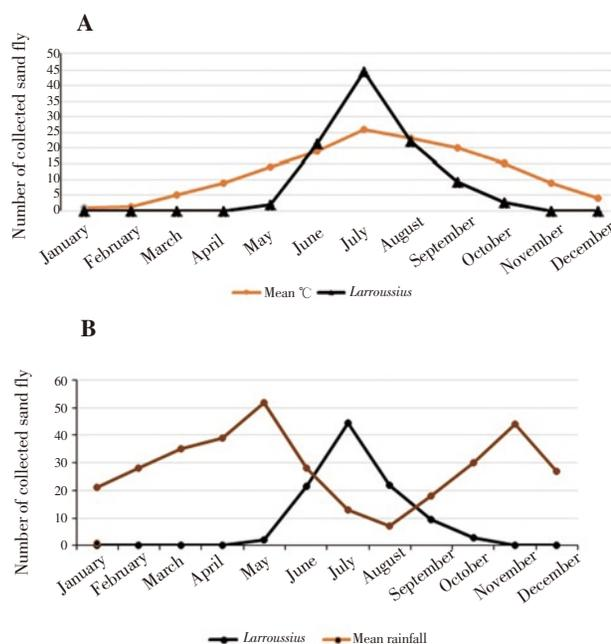 A
Number of collected sand fly
50
45
40
35
30
25
20
15
10
5
0
January
February
March
April
May
June
July
August
September
October
November
December
Mean ℃ Larroussius
B
Number of collected sand fly
60
50
40
30
20
10
0
January
February
March
April
May
June
July
August
September
October
November
December
Larroussius Mean rainfall